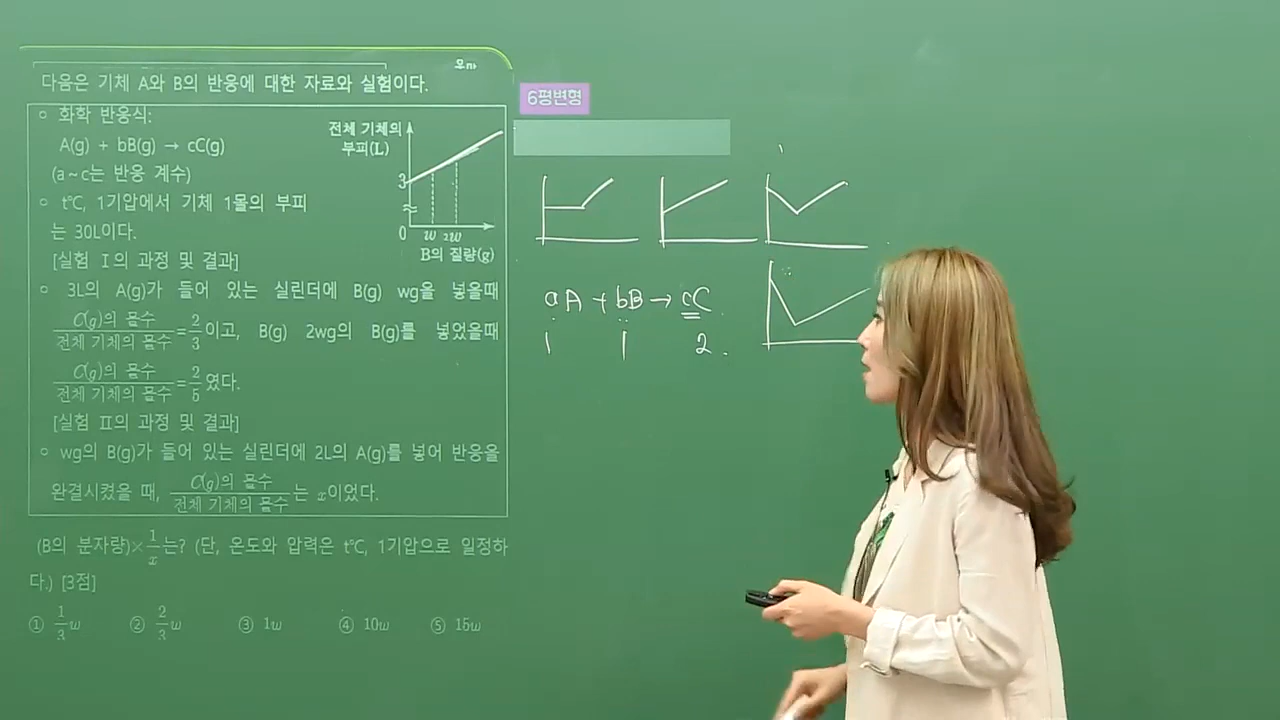 다음은 기체 A와 B의 반응에 대한 자료와 실험이다.
6평변형
○ 화학 반응식:
A(g) + bB(g) → cC(g)
(a~c는 반응 계수)
○ t℃, 1기압에서 기체 1몰의 부피
는 30L이다.
전체 기체의
부피(L)
3
0
w 2w
B의 질량(g)
[실험 Ⅰ의 과정 및 결과]
○ 3L의 A(g)가 들어 있는 실린더에 B(g) wg을 넣을때
C(g)의 몰수/전체 기체의 몰수 = 2/3 이고, B(g) 2wg의 B(g)를 넣었을때
C(g)의 몰수/전체 기체의 몰수 = 2/5 였다.
[실험 Ⅱ의 과정 및 결과]
○ wg의 B(g)가 들어 있는 실린더에 2L의 A(g)를 넣어 반응을
완결시켰을 때, C(g)의 몰수/전체 기체의 몰수 는 x이었다.
(B의 분자량)×1/x는? (단, 온도와 압력은 t℃, 1기압으로 일정하
다.) [3점]
① 1/3w ② 2/3w ③ 1w ④ 10w ⑤ 15w
aA + bB → cC
1 1 2